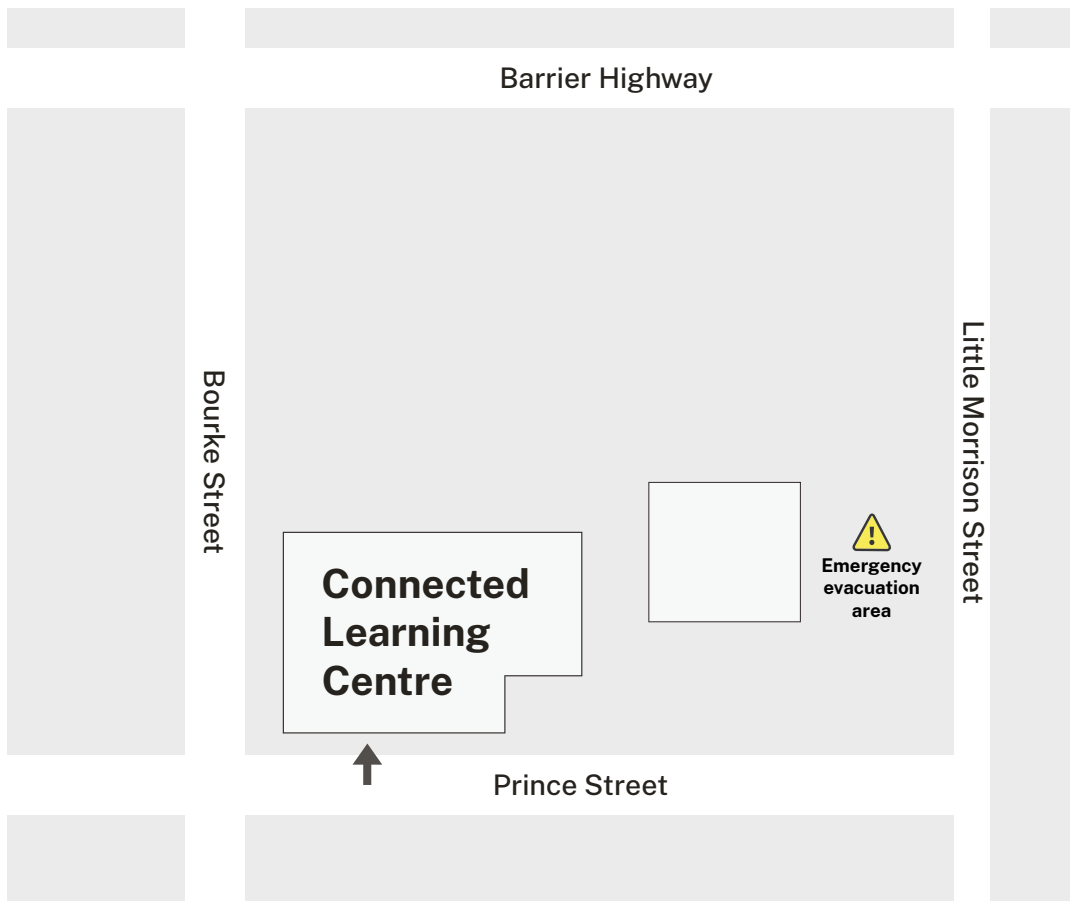 Barrier Highway
Bourke Street
Little Morrison Street
Emergency
evacuation
area
Connected
Learning
Centre
Prince Street